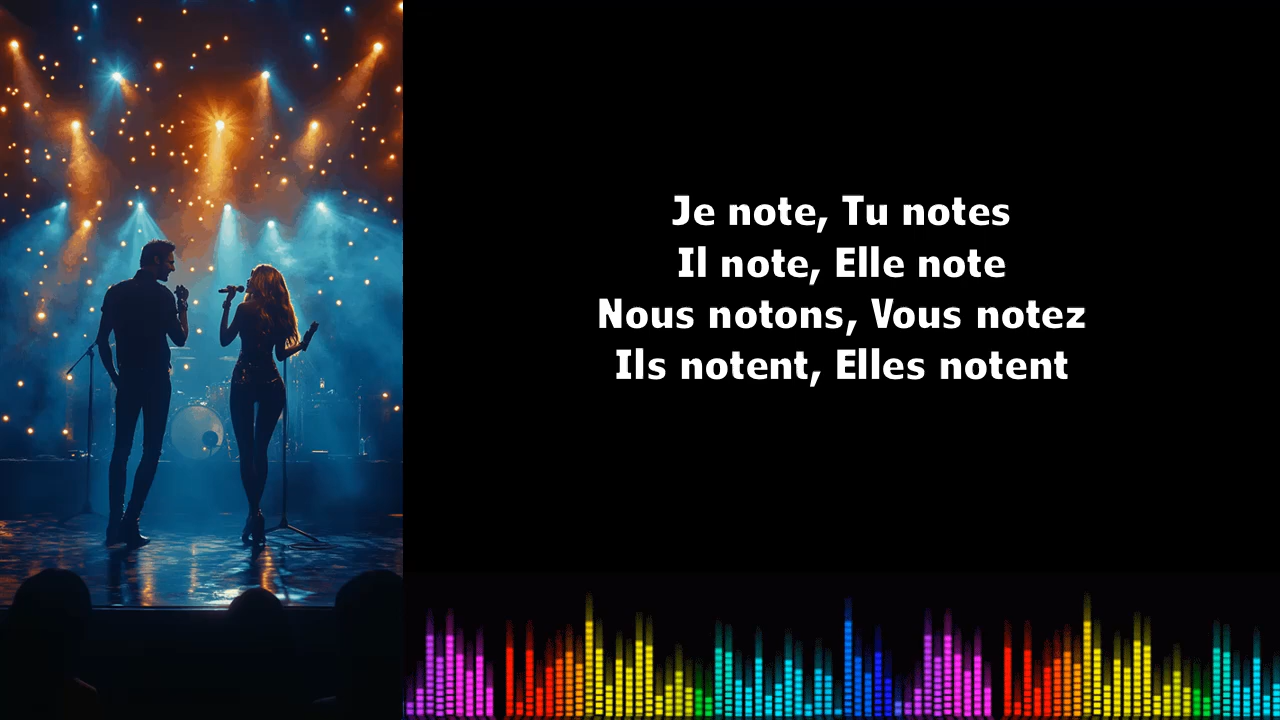 Je note, Tu notes
Il note, Elle note
Nous notons, Vous notez
Ils notent, Elles notent